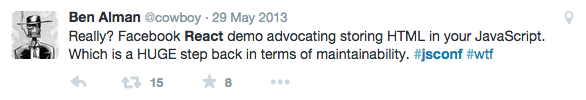 Ben Alman @cowboy · 29 May 2013
Really? Facebook React demo advocating storing HTML in your JavaScript.
Which is a HUGE step back in terms of maintainability. #jsconf #wtf
15 8